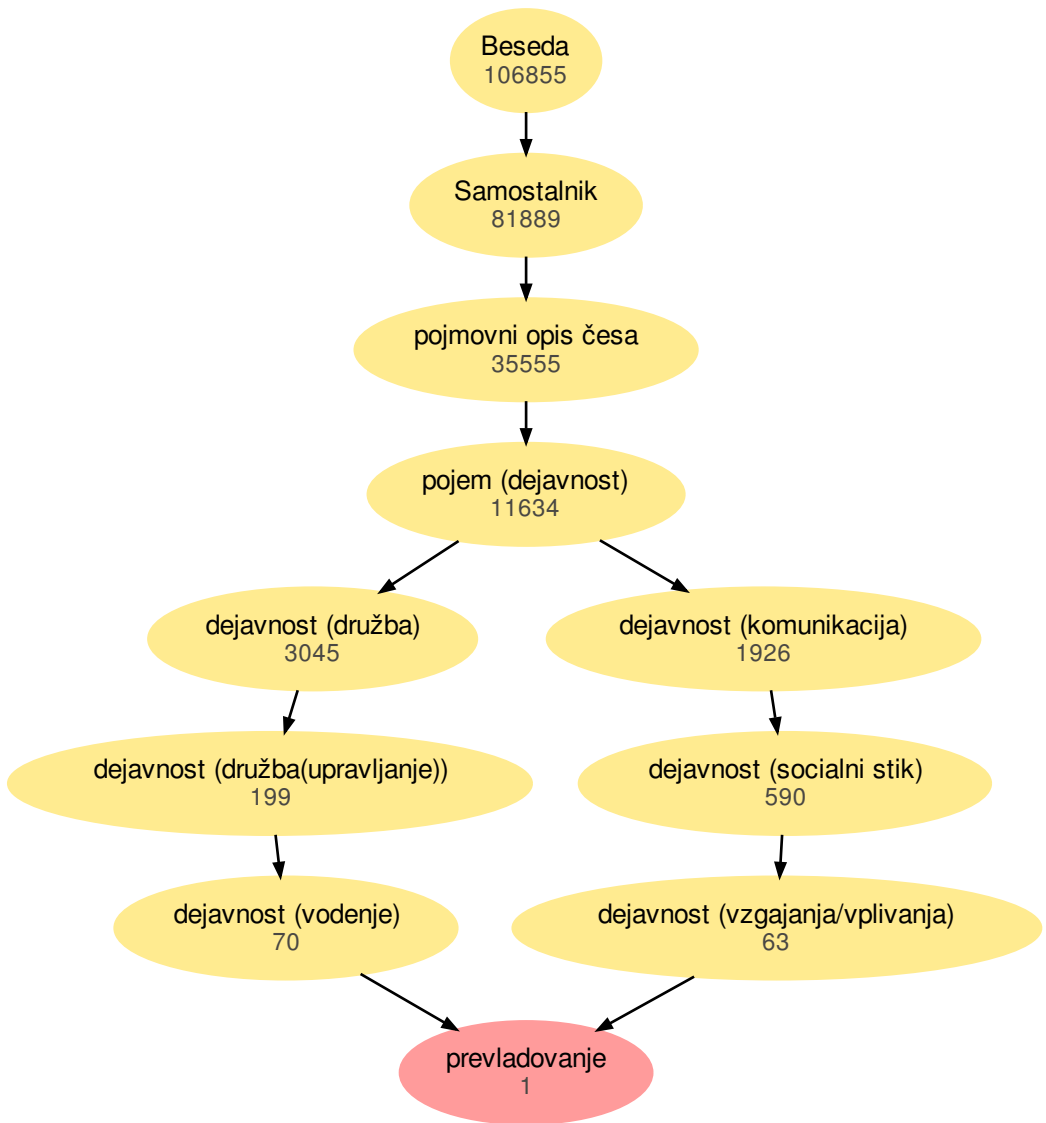 Beseda
106855
Samostalnik
81889
pojmovni opis česa
35555
pojem (dejavnost)
11634
dejavnost (družba)
3045
dejavnost (komunikacija)
1926
dejavnost (družba(upravljanje))
199
dejavnost (socialni stik)
590
dejavnost (vodenje)
70
dejavnost (vzgajanja/vplivanja)
63
prevladovanje
1